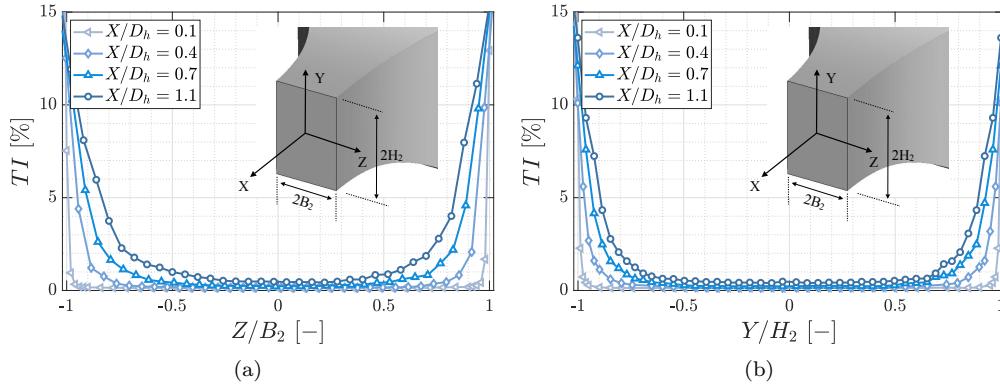 15
10
5
0
TI [%]
X/D_h = 0.1
X/D_h = 0.4
X/D_h = 0.7
X/D_h = 1.1
Y
Z
X
2H_2
2B_2
-1
-0.5
0
0.5
1
Z/B_2 [−]
(a)
15
10
5
0
TI [%]
X/D_h = 0.1
X/D_h = 0.4
X/D_h = 0.7
X/D_h = 1.1
Y
Z
X
2H_2
2B_2
-1
-0.5
0
0.5
1
Y/H_2 [−]
(b)